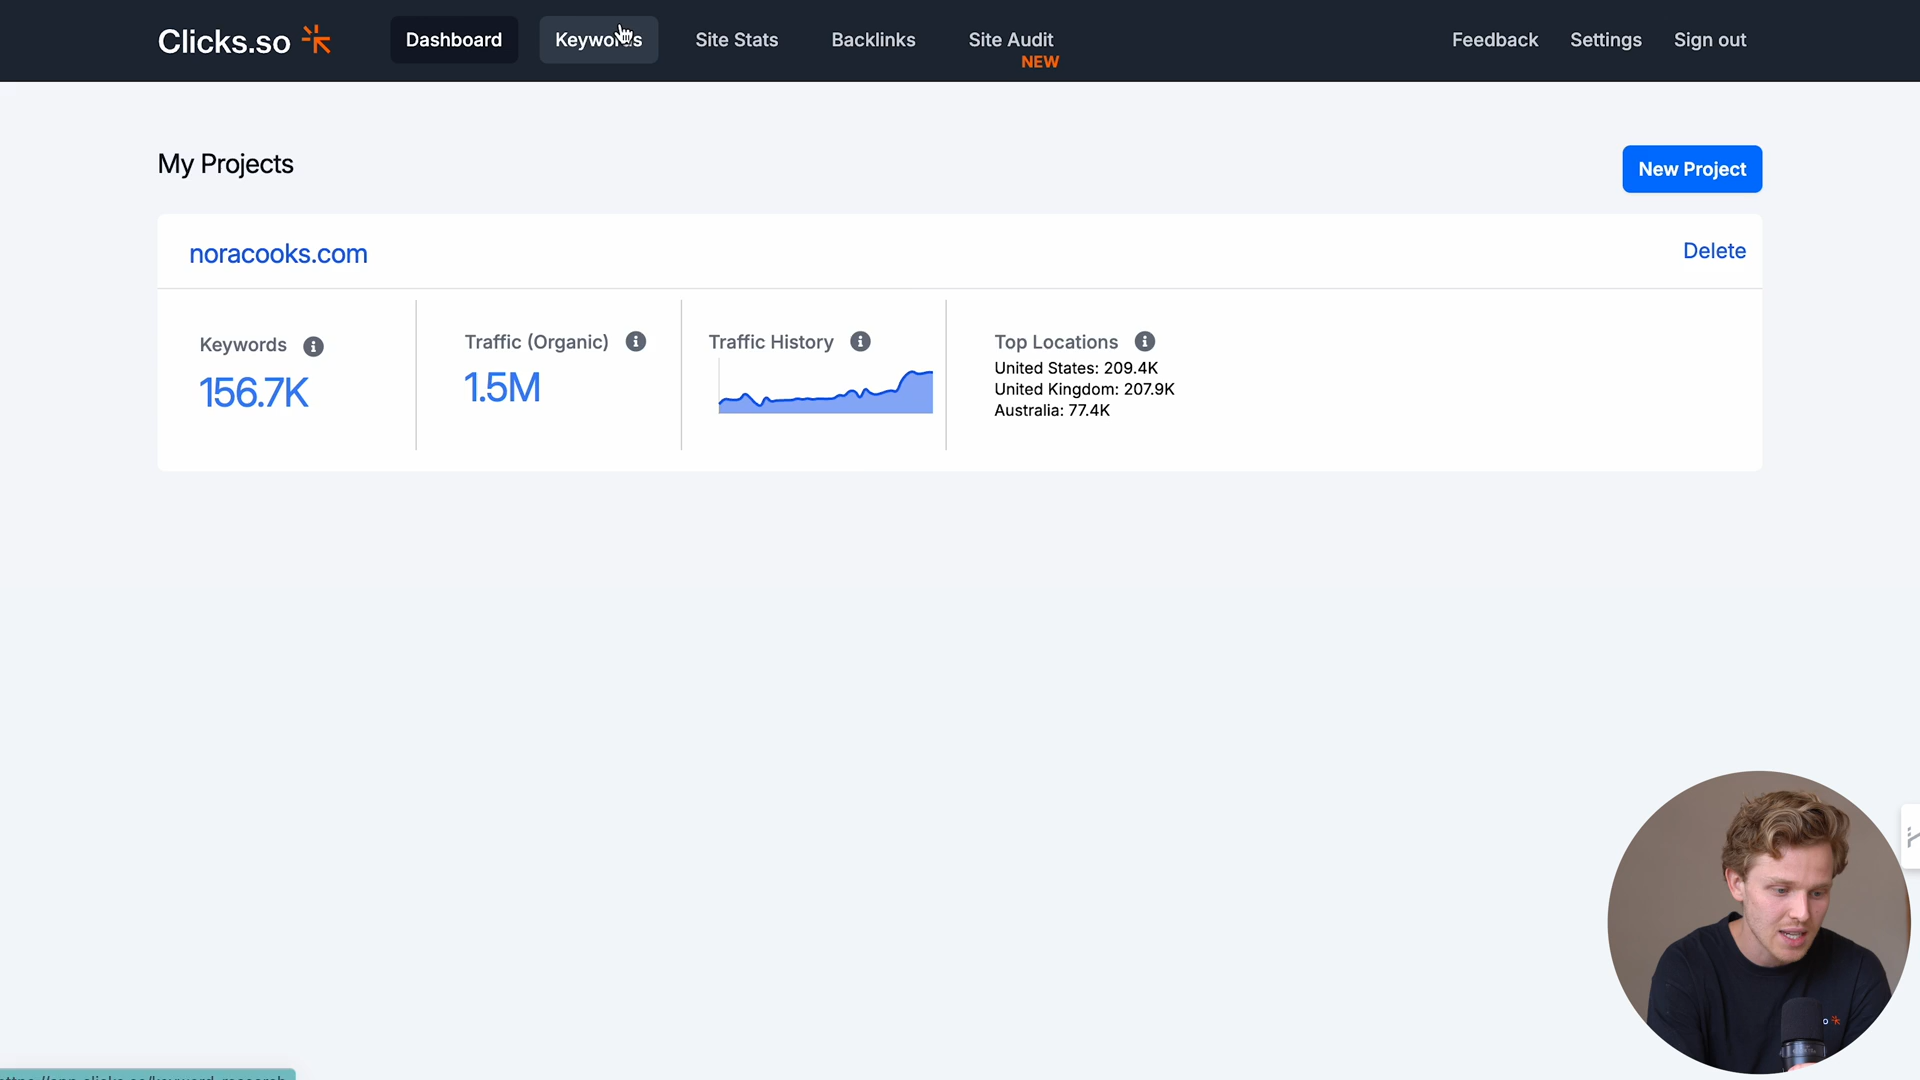 Clicks.so
Dashboard
Keywords
Site Stats
Backlinks
Site Audit
NEW
Feedback
Settings
Sign out
My Projects
New Project
noracooks.com
Delete
Keywords
156.7K
Traffic (Organic)
1.5M
Traffic History
Top Locations
United States: 209.4K
United Kingdom: 207.9K
Australia: 77.4K